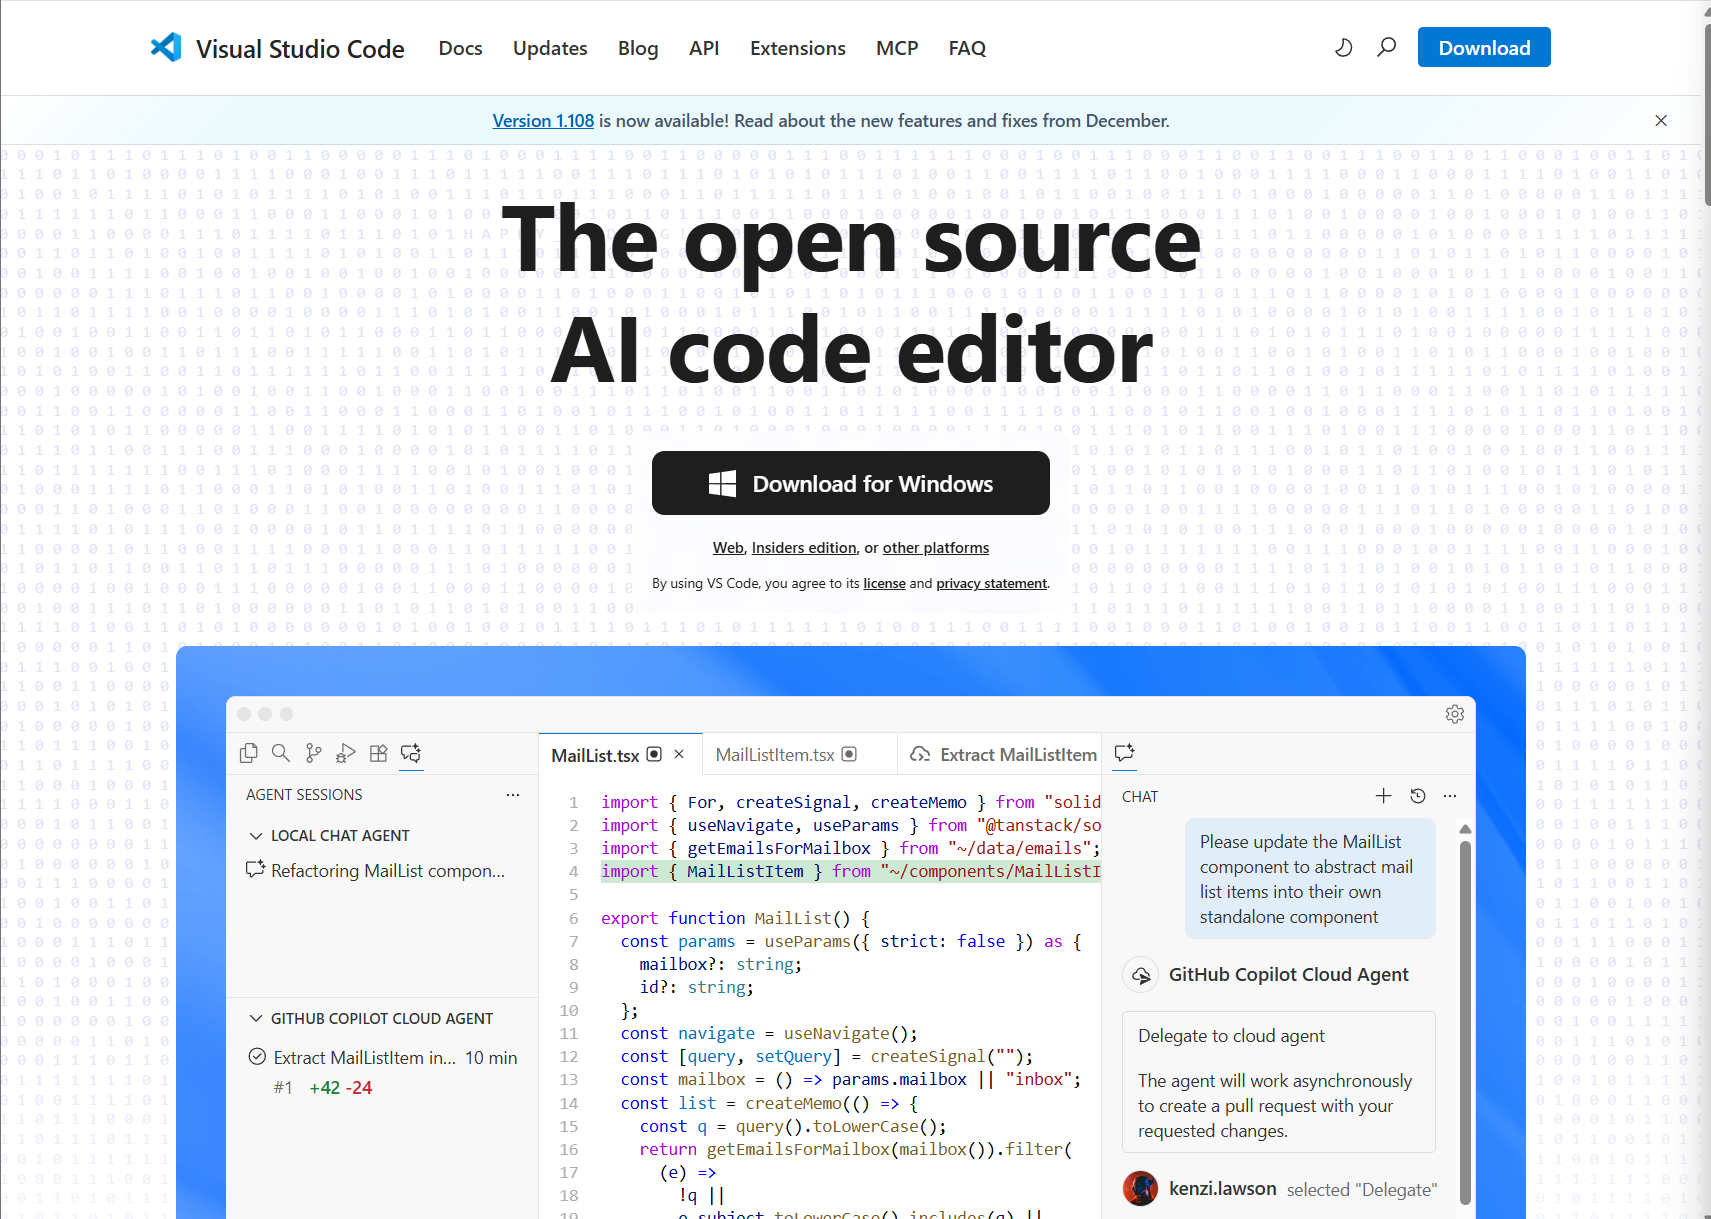 Visual Studio Code Docs Updates Blog API Extensions MCP FAQ Download
Version 1.108 is now available! Read about the new features and fixes from December.
The open source
AI code editor
Download for Windows
Web, Insiders edition, or other platforms
By using VS Code, you agree to its license and privacy statement.
AGENT SESSIONS
LOCAL CHAT AGENT
Refactoring MailList compon...
GITHUB COPILOT CLOUD AGENT
Extract MailListItem in... 10 min
#1 +42 -24
MailList.tsx MailListItem.tsx Extract MailListItem
1 import { For, createSignal, createMemo } from "solid
2 import { useNavigate, useParams } from "@tanstack/so
3 import { getEmailsForMailbox } from "~/data/emails";
4 import { MailListItem } from "~/components/MailListI
5
6 export function MailList() {
7 const params = useParams({ strict: false }) as {
8 mailbox?: string;
9 id?: string;
10 };
11 const navigate = useNavigate();
12 const [query, setQuery] = createSignal("");
13 const mailbox = () => params.mailbox || "inbox";
14 const list = createMemo(() => {
15 const q = query().toLowerCase();
16 return getEmailsForMailbox(mailbox()).filter(
17 (e) =>
18 !q ||
19 e.subject.toLowerCase().includes(q) ||
CHAT
Please update the MailList
component to abstract mail
list items into their own
standalone component
GitHub Copilot Cloud Agent
Delegate to cloud agent
The agent will work asynchronously
to create a pull request with your
requested changes.
kenzi.lawson selected "Delegate"